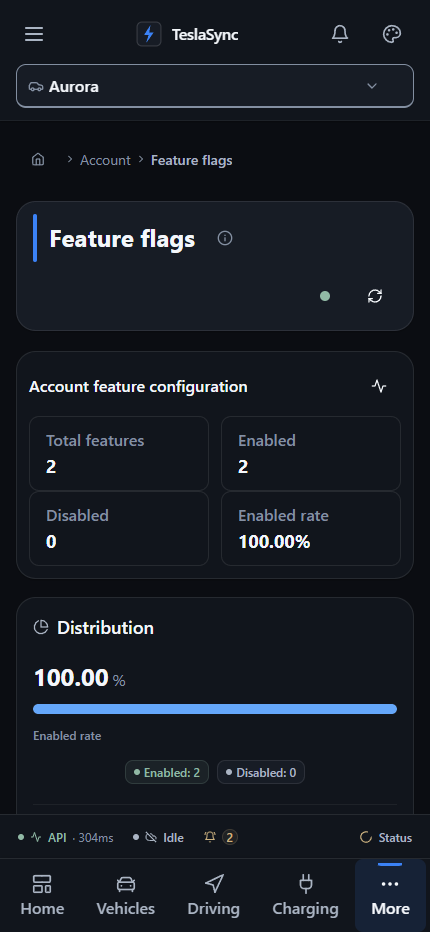 TeslaSync
Aurora
Account
Feature flags
Feature flags
Account feature configuration
Total features
2
Enabled
2
Disabled
0
Enabled rate
100.00%
Distribution
100.00 %
Enabled rate
Enabled: 2
Disabled: 0
API · 304ms
Idle
2
Status
Home
Vehicles
Driving
Charging
More